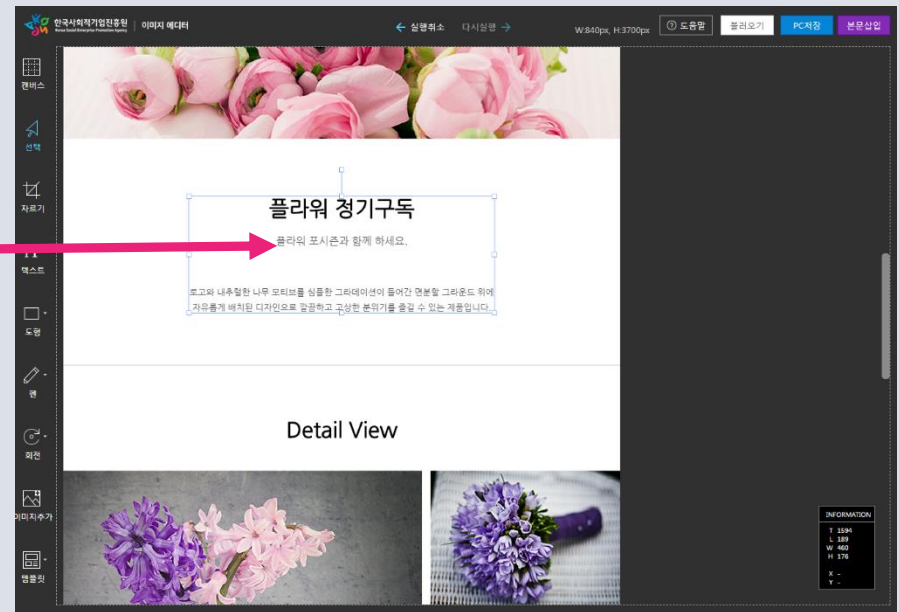 한국사회적기업진흥원
Korea Social Enterprise Promotion Agency
이미지 에디터
← 실행취소
다시실행 →
W:840px, H:3700px
? 도움말
불러오기
PC저장
본문삽입
캔버스
선택
자르기
텍스트
도형
펜
회전
이미지추가
템플릿
플라워 정기구독
플라워 포시즌과 함께 하세요.
로고와 내추럴한 나무 모티브를 심플한 그라데이션이 들어간 면분할 그라운드 위에
자유롭게 배치된 디자인으로 깔끔하고 고상한 분위기를 즐길 수 있는 제품입니다.
Detail View
INFORMATION
T 1594
L 189
W 460
H 176
X -
Y -